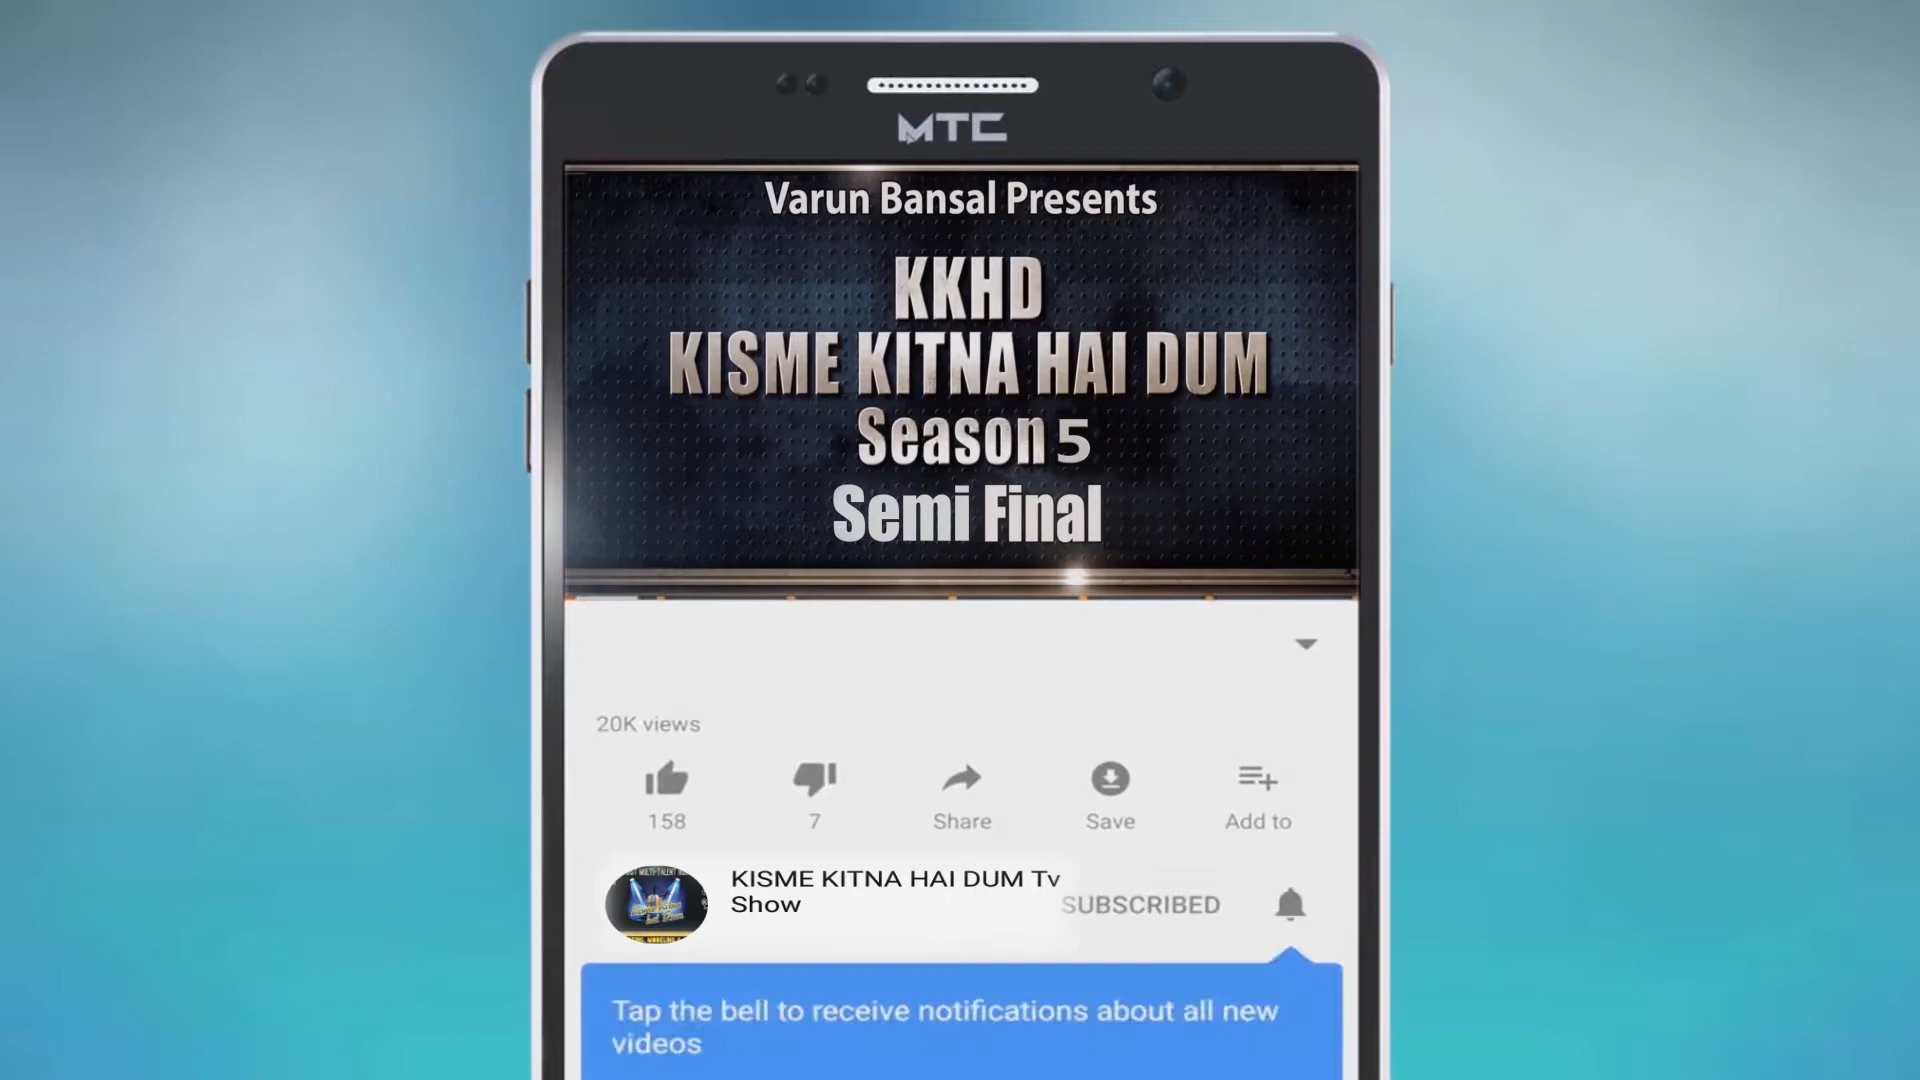 MTC
Varun Bansal Presents
KKHD
KISME KITNA HAI DUM
Season 5
Semi Final
20K views
158
7
Share
Save
Add to
KISME KITNA HAI DUM Tv
Show
SUBSCRIBED
Tap the bell to receive notifications about all new
videos